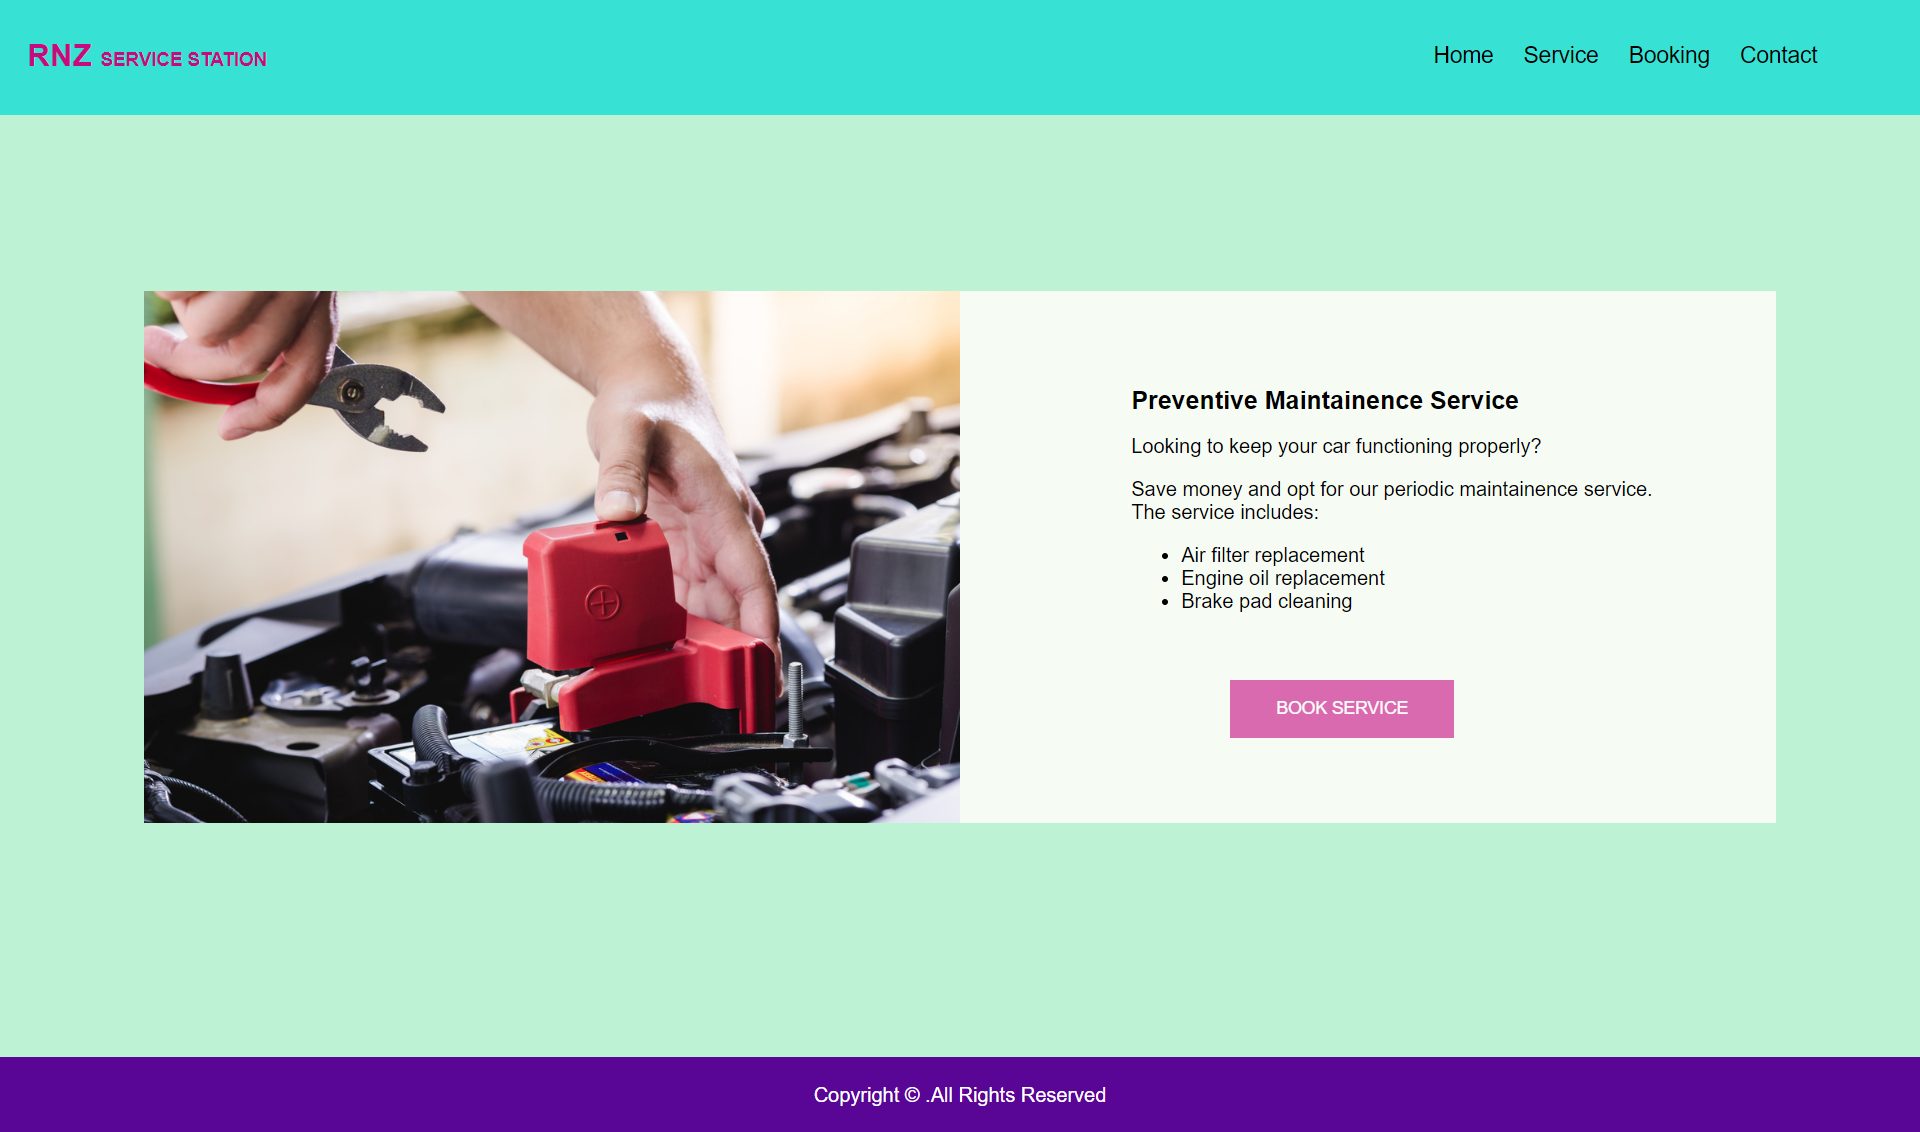 RNZ SERVICE STATION
Home Service Booking Contact
Preventive Maintainence Service
Looking to keep your car functioning properly?
Save money and opt for our periodic maintainence service.
The service includes:
• Air filter replacement
• Engine oil replacement
• Brake pad cleaning
BOOK SERVICE
Copyright © .All Rights Reserved